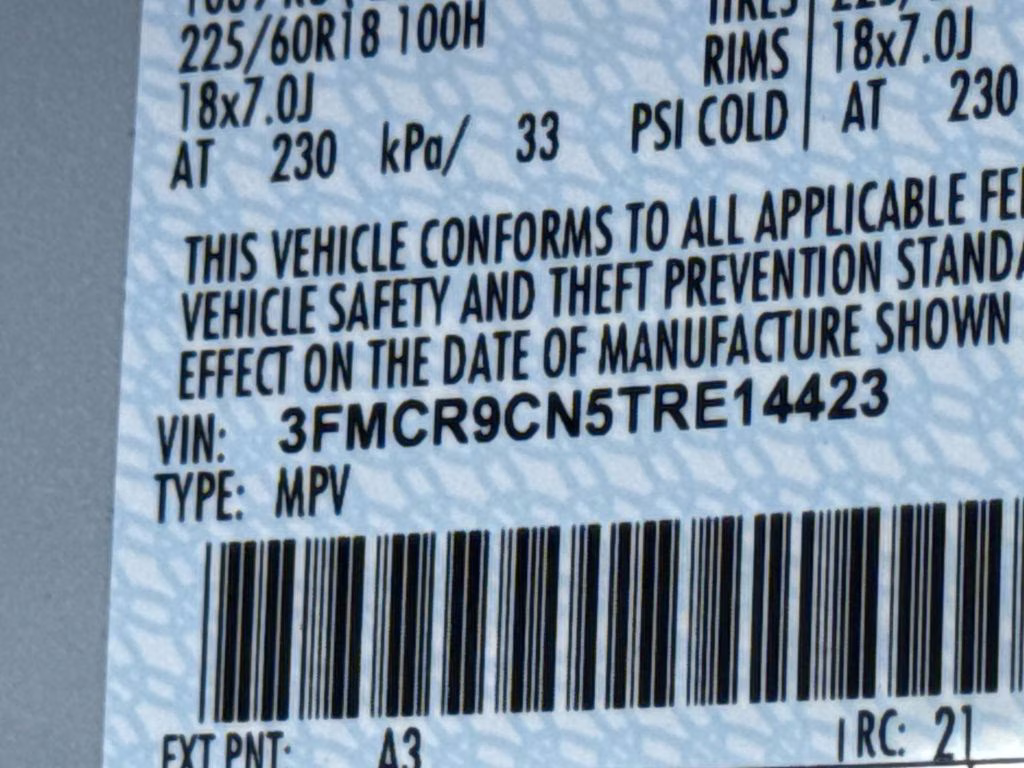 225/60R18 100H
18x7.0J
AT 230 kPa/ 33 PSI COLD
RIMS 18x7.0J
AT 230
THIS VEHICLE CONFORMS TO ALL APPLICABLE
VEHICLE SAFETY AND THEFT PREVENTION
EFFECT ON THE DATE OF MANUFACTURE SHOWN
VIN: 3FMCR9CN5TRE14423
TYPE: MPV
EXT PNT: A3 RC: 21